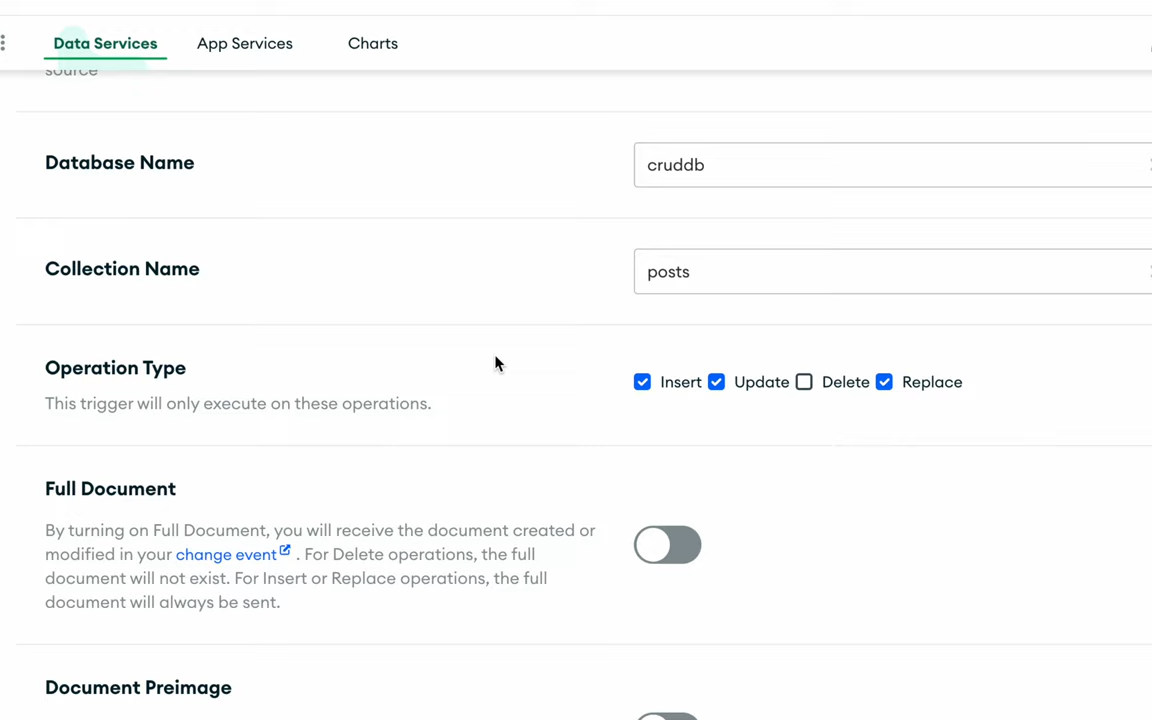 Data Services App Services Charts
source
Database Name cruddb
Collection Name posts
Operation Type
Insert Update Delete Replace
This trigger will only execute on these operations.
Full Document
By turning on Full Document, you will receive the document created or
modified in your change event . For Delete operations, the full
document will not exist. For Insert or Replace operations, the full
document will always be sent.
Document Preimage